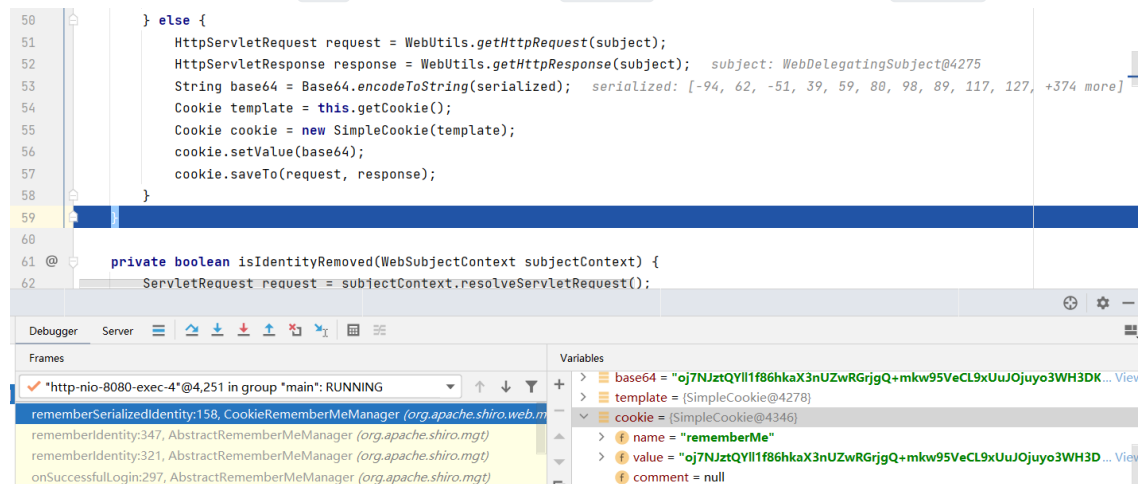 50 } else {
51 HttpServletRequest request = WebUtils.getHttpRequest(subject);
52 HttpServletResponse response = WebUtils.getHttpResponse(subject); subject: WebDelegatingSubject@4275
53 String base64 = Base64.encodeToString(serialized); serialized: [-94, 62, -51, 39, 59, 80, 98, 89, 117, 127, +374 more]
54 Cookie template = this.getCookie();
55 Cookie cookie = new SimpleCookie(template);
56 cookie.setValue(base64);
57 cookie.saveTo(request, response);
58 }
59 }
60
61 @ private boolean isIdentityRemoved(WebSubjectContext subjectContext) {
62 ServletRequest request = subjectContext.resolveServletRequest();
Debugger Server
Frames
Variables
"http-nio-8080-exec-4"@4,251 in group "main": RUNNING
rememberSerializedIdentity:158, CookieRememberMeManager (org.apache.shiro.web.m
rememberIdentity:347, AbstractRememberMeManager (org.apache.shiro.mgt)
rememberIdentity:321, AbstractRememberMeManager (org.apache.shiro.mgt)
onSuccessfulLogin:297, AbstractRememberMeManager (org.apache.shiro.mgt)
base64 = "oj7NJztQYll1f86hkaX3nUZwRGrjgQ+mkw95VeCL9xUuJOjuyo3WH3DK... View
template = {SimpleCookie@4278}
cookie = {SimpleCookie@4346}
name = "rememberMe"
value = "oj7NJztQYll1f86hkaX3nUZwRGrjgQ+mkw95VeCL9xUuJOjuyo3WH3D... View
comment = null